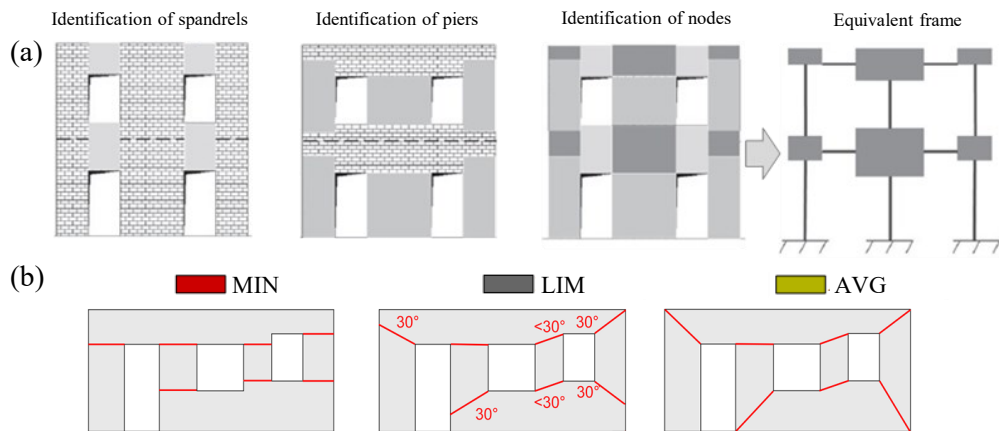 Identification of spandrels
Identification of piers
Identification of nodes
Equivalent frame
(a)
(b)
MIN
LIM
AVG
30°
<30°
30°
30°
<30°
30°